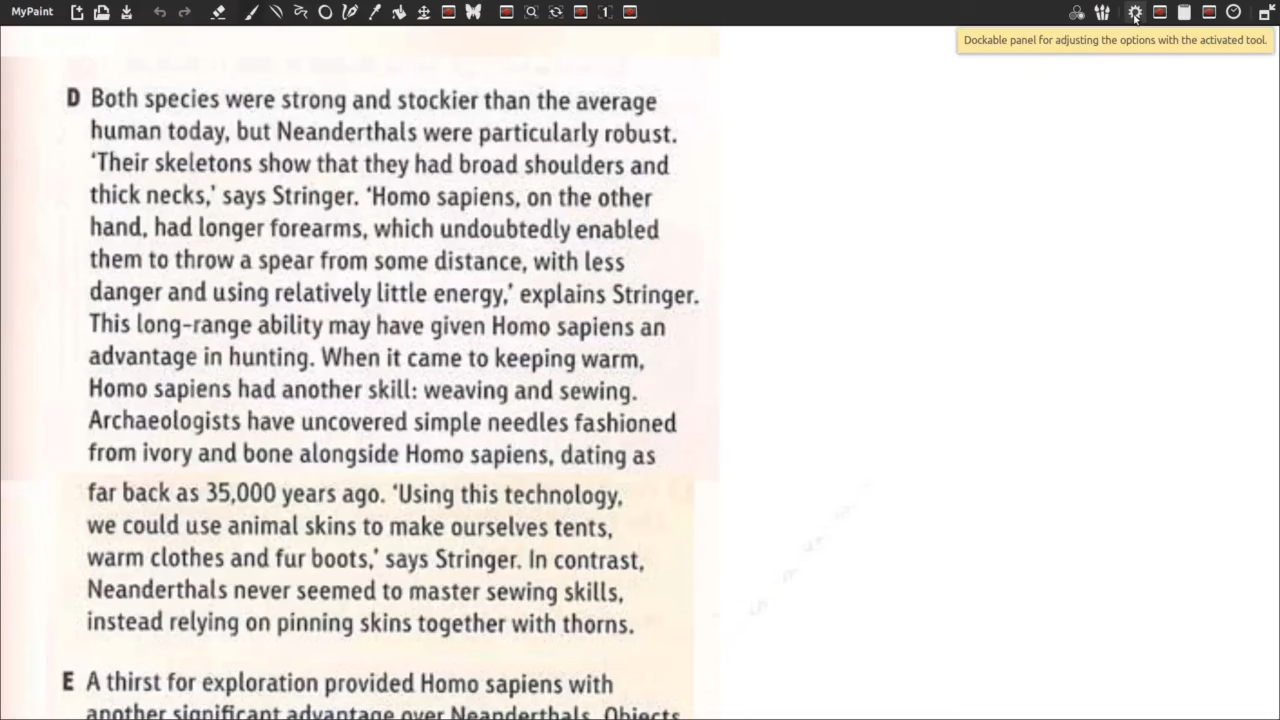 MyPaint
1
Dockable panel for adjusting the options with the activated tool.
D Both species were strong and stockier than the average
human today, but Neanderthals were particularly robust.
‘Their skeletons show that they had broad shoulders and
thick necks,’ says Stringer. ‘Homo sapiens, on the other
hand, had longer forearms, which undoubtedly enabled
them to throw a spear from some distance, with less
danger and using relatively little energy,’ explains Stringer.
This long-range ability may have given Homo sapiens an
advantage in hunting. When it came to keeping warm,
Homo sapiens had another skill: weaving and sewing.
Archaeologists have uncovered simple needles fashioned
from ivory and bone alongside Homo sapiens, dating as
far back as 35,000 years ago. ‘Using this technology,
we could use animal skins to make ourselves tents,
warm clothes and fur boots,’ says Stringer. In contrast,
Neanderthals never seemed to master sewing skills,
instead relying on pinning skins together with thorns.
E A thirst for exploration provided Homo sapiens with
another significant advantage over Neanderthals. Objects